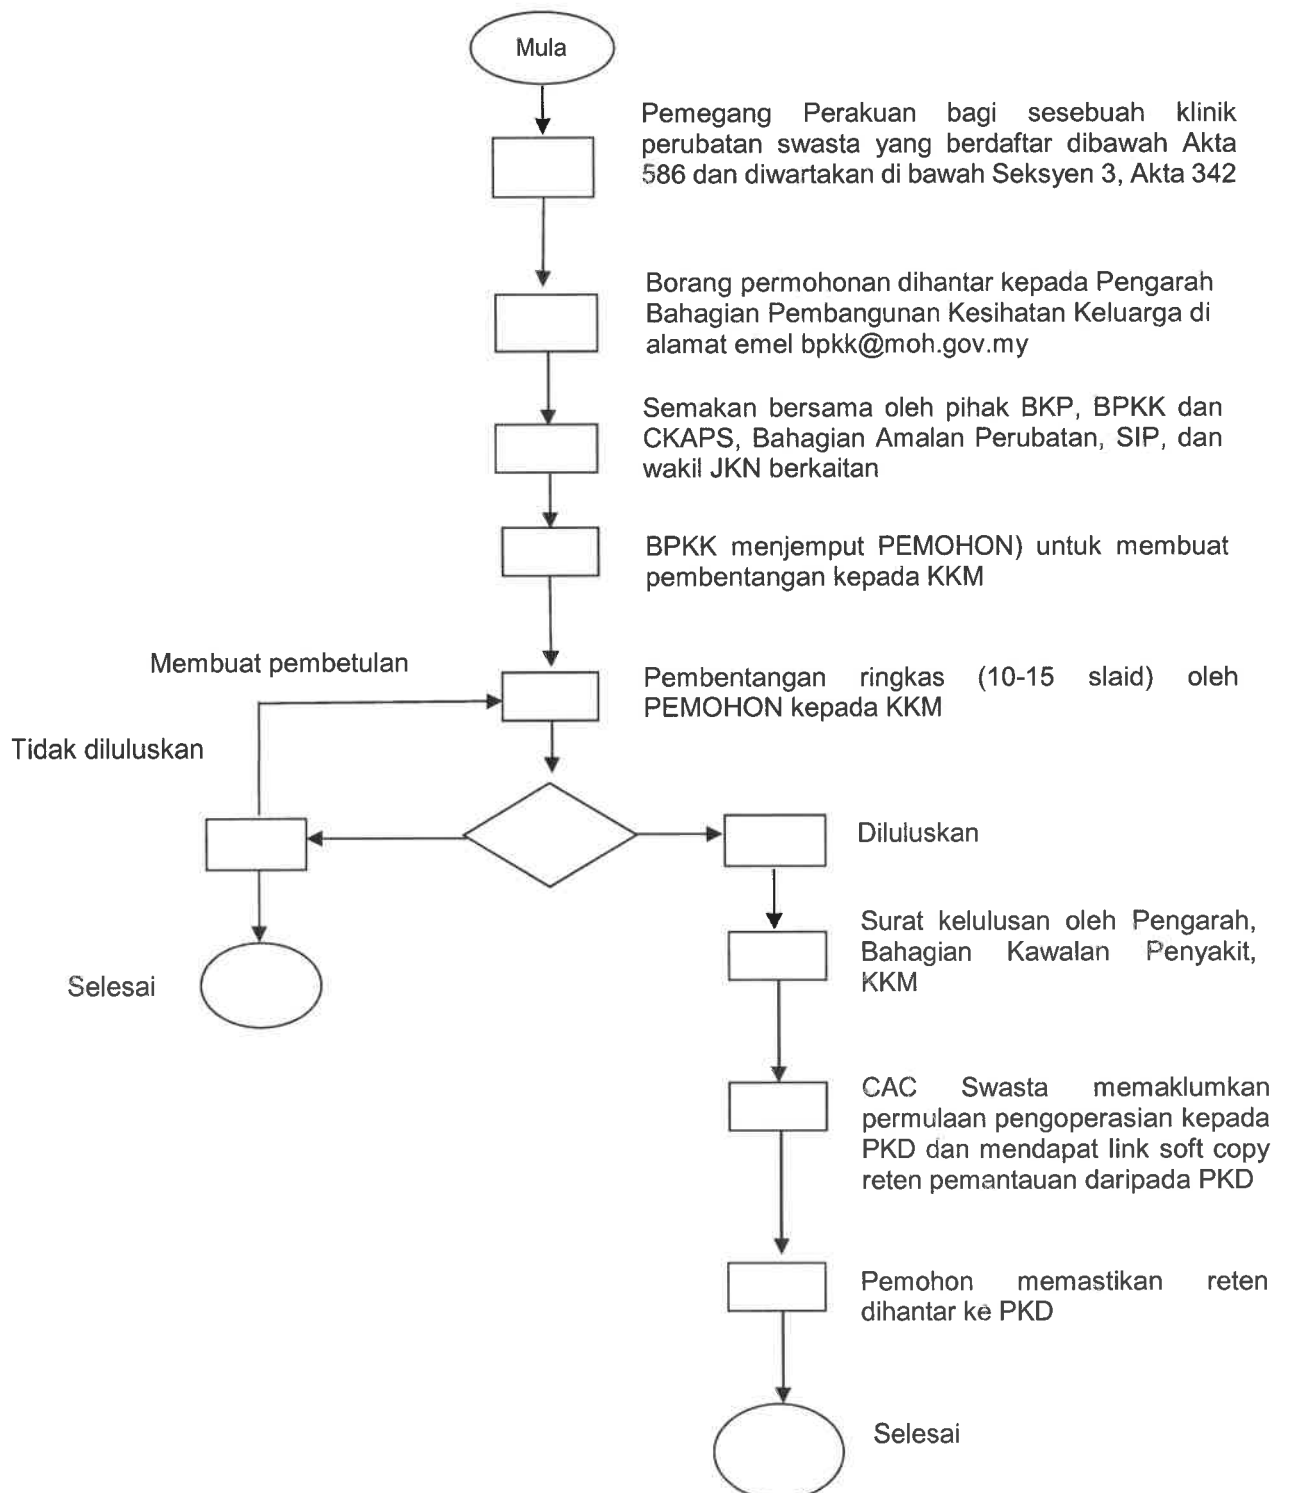 Mula
Pemegang Perakuan bagi sesebuah klinik
perubatan swasta yang berdaftar dibawah Akta
586 dan diwartakan di bawah Seksyen 3, Akta 342
Borang permohonan dihantar kepada Pengarah
Bahagian Pembangunan Kesihatan Keluarga di
alamat emel bpkk@moh.gov.my
Semakan bersama oleh pihak BKP, BPKK dan
CKAPS, Bahagian Amalan Perubatan, SIP, dan
wakil JKN berkaitan
BPKK menjemput PEMOHON) untuk membuat
pembentangan kepada KKM
Membuat pembetulan
Pembentangan ringkas (10-15 slaid) oleh
PEMOHON kepada KKM
Tidak diluluskan
Diluluskan
Surat kelulusan oleh Pengarah,
Bahagian Kawalan Penyakit,
KKM
Selesai
CAC Swasta memaklumkan
permulaan pengoperasian kepada
PKD dan mendapat link soft copy
reten pemantauan daripada PKD
Pemohon memastikan reten
dihantar ke PKD
Selesai